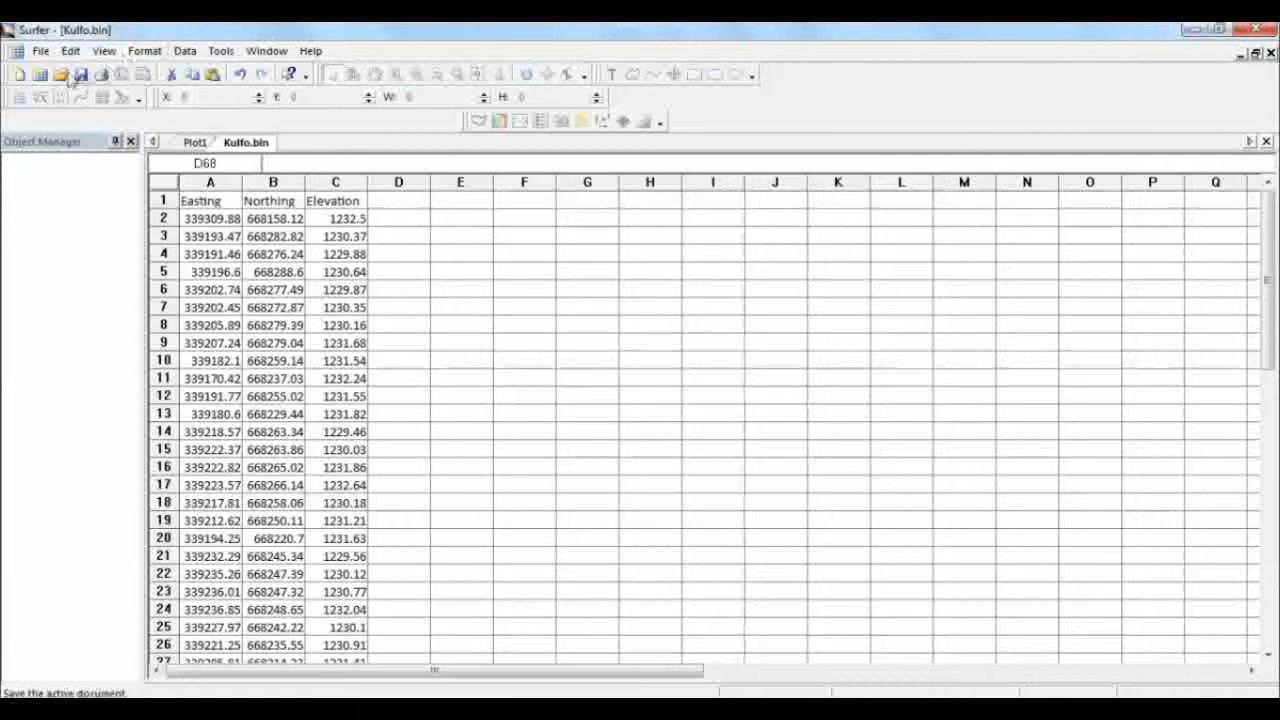 Surfer - [Kulfo.bin]
File Edit View Format Data Tools Window Help
X: 0 Y: 0 W: 0 H: 0
Object Manager Plot1 Kulfo.bin
D68
A B C D E F G H I J K L M N O P Q
1 Easting Northing Elevation
2 339309.88 668158.12 1232.5
3 339193.47 668282.82 1230.37
4 339191.46 668276.24 1229.88
5 339196.6 668288.6 1230.64
6 339202.74 668277.49 1229.87
7 339202.45 668272.87 1230.35
8 339205.89 668279.39 1230.16
9 339207.24 668279.04 1231.68
10 339182.1 668259.14 1231.54
11 339170.42 668237.03 1232.24
12 339191.77 668255.02 1231.55
13 339180.6 668229.44 1231.82
14 339218.57 668263.34 1229.46
15 339222.37 668263.86 1230.03
16 339222.82 668265.02 1231.86
17 339223.57 668266.14 1232.64
18 339217.81 668258.06 1230.18
19 339212.62 668250.11 1231.21
20 339194.25 668220.7 1231.63
21 339232.29 668245.34 1229.56
22 339235.26 668247.39 1230.12
23 339236.01 668247.32 1230.77
24 339236.85 668248.65 1232.04
25 339227.97 668242.22 1230.1
26 339221.25 668235.55 1230.91
27
Save the active document.